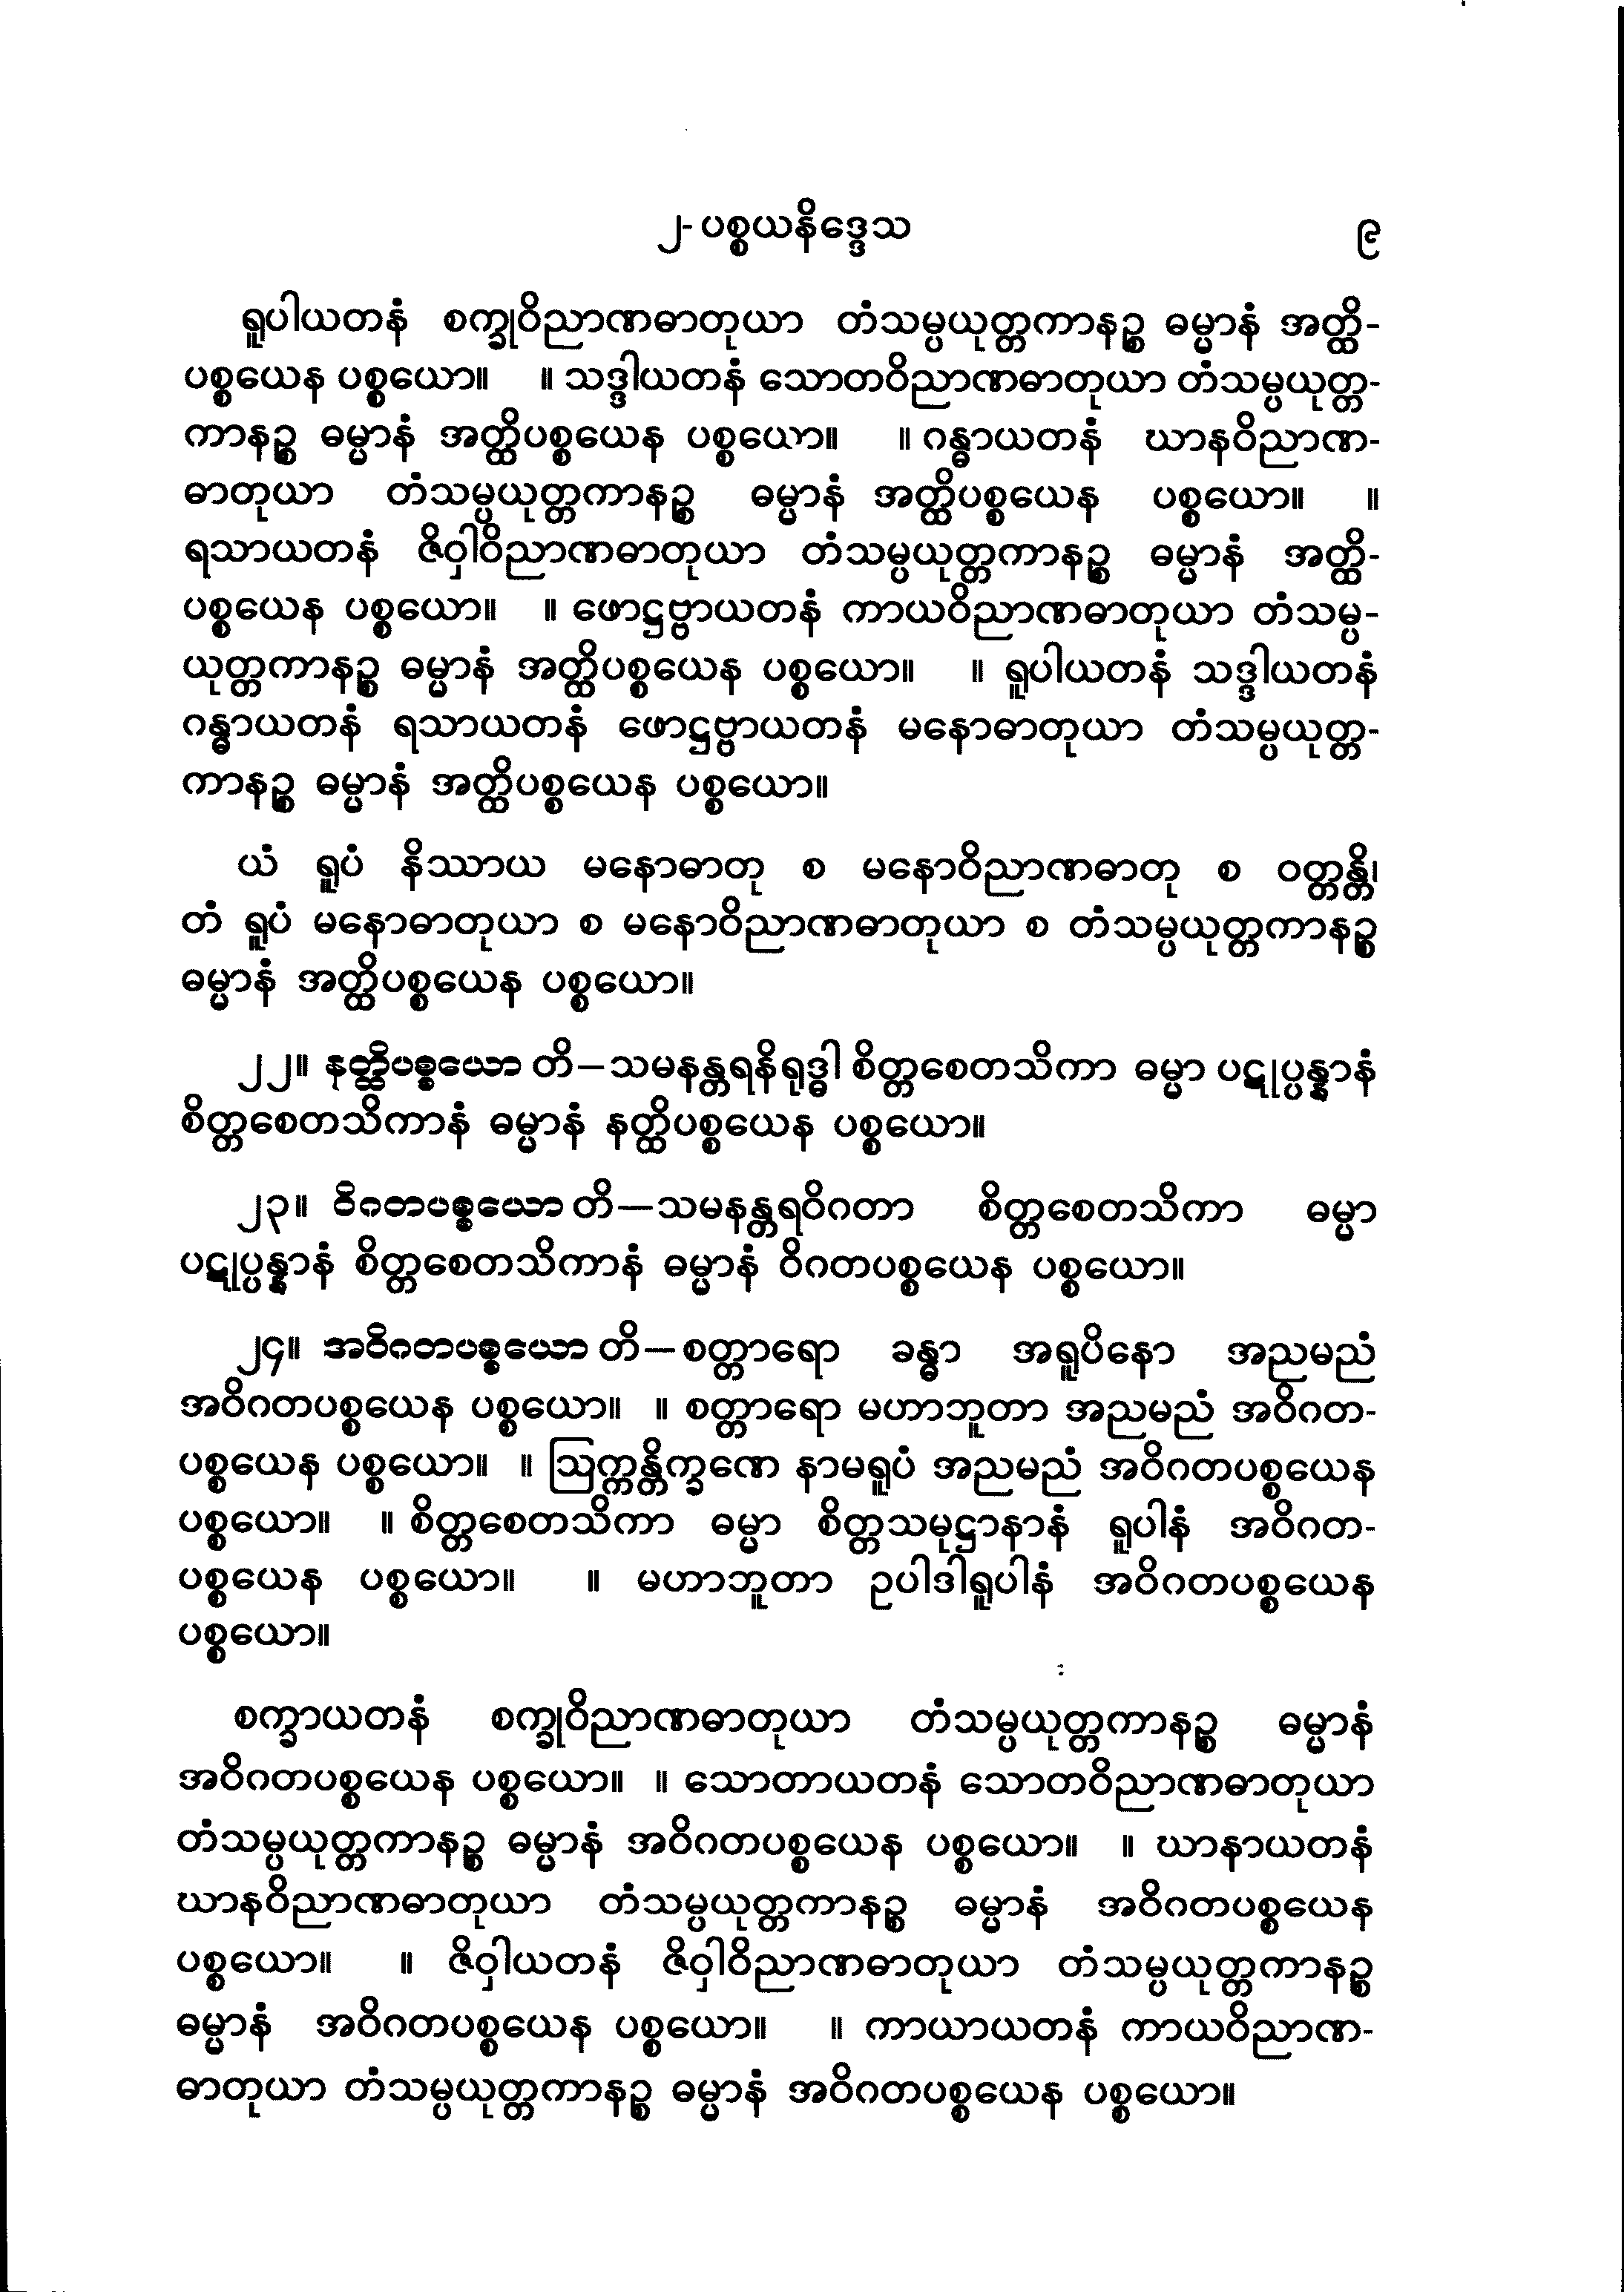 ၂-ပစ္စယနိဒ္ဒေသ ၉
ရူပါယတနံ စက္ခုဝိညာဏဓာတုယာ တံသမ္ပယုတ္တကာနဉ္စ ဓမ္မာနံ အတ္ထိ-
ပစ္စယေန ပစ္စယော။ ။ သဒ္ဒါယတနံ သောတဝိညာဏဓာတုယာ တံသမ္ပယုတ္တ-
ကာနဉ္စ ဓမ္မာနံ အတ္ထိပစ္စယေန ပစ္စယော။ ။ ဂန္ဓာယတနံ ဃာနဝိညာဏ-
ဓာတုယာ တံသမ္ပယုတ္တကာနဉ္စ ဓမ္မာနံ အတ္ထိပစ္စယေန ပစ္စယော။ ။
ရသာယတနံ ဇိဝှါဝိညာဏဓာတုယာ တံသမ္ပယုတ္တကာနဉ္စ ဓမ္မာနံ အတ္ထိ-
ပစ္စယေန ပစ္စယော။ ။ ဖောဋ္ဌဗ္ဗာယတနံ ကာယဝိညာဏဓာတုယာ တံသမ္ပ-
ယုတ္တကာနဉ္စ ဓမ္မာနံ အတ္ထိပစ္စယေန ပစ္စယော။ ။ ရူပါယတနံ သဒ္ဒါယတနံ
ဂန္ဓာယတနံ ရသာယတနံ ဖောဋ္ဌဗ္ဗာယတနံ မနောဓာတုယာ တံသမ္ပယုတ္တ-
ကာနဉ္စ ဓမ္မာနံ အတ္ထိပစ္စယေန ပစ္စယော။
ယံ ရူပံ နိဿာယ မနောဓာတု စ မနောဝိညာဏဓာတု စ ဝတ္တန္တိ၊
တံ ရူပံ မနောဓာတုယာ စ မနောဝိညာဏဓာတုယာ စ တံသမ္ပယုတ္တကာနဉ္စ
ဓမ္မာနံ အတ္ထိပစ္စယေန ပစ္စယော။
၂၂။ နတ္ထိပစ္စယော တိ–သမနန္တရနိရုဒ္ဓါ စိတ္တစေတသိကာ ဓမ္မာ ပဋုပ္ပန္နာနံ
စိတ္တစေတသိကာနံ ဓမ္မာနံ နတ္ထိပစ္စယေန ပစ္စယော။
၂၃။ ဝိဂတပစ္စယော တိ—သမနန္တရဝိဂတာ စိတ္တစေတသိကာ ဓမ္မာ
ပဋုပ္ပန္နာနံ စိတ္တစေတသိကာနံ ဓမ္မာနံ ဝိဂတပစ္စယေန ပစ္စယော။
၂၄။ အဝိဂတပစ္စယော တိ—စတ္တာရော ခန္ဓာ အရူပိနော အညမညံ
အဝိဂတပစ္စယေန ပစ္စယော။ ။ စတ္တာရော မဟာဘူတာ အညမညံ အဝိဂတ-
ပစ္စယေန ပစ္စယော။ ။ ဩက္ကန္တိက္ခဏေ နာမရူပံ အညမညံ အဝိဂတပစ္စယေန
ပစ္စယော။ ။ စိတ္တစေတသိကာ ဓမ္မာ စိတ္တသမုဋ္ဌာနာနံ ရူပါနံ အဝိဂတ-
ပစ္စယေန ပစ္စယော။ ။ မဟာဘူတာ ဥပါဒါရူပါနံ အဝိဂတပစ္စယေန
ပစ္စယော။
စက္ခာယတနံ စက္ခုဝိညာဏဓာတုယာ တံသမ္ပယုတ္တကာနဉ္စ ဓမ္မာနံ
အဝိဂတပစ္စယေန ပစ္စယော။ ။ သောတာယတနံ သောတဝိညာဏဓာတုယာ
တံသမ္ပယုတ္တကာနဉ္စ ဓမ္မာနံ အဝိဂတပစ္စယေန ပစ္စယော။ ။ ဃာနာယတနံ
ဃာနဝိညာဏဓာတုယာ တံသမ္ပယုတ္တကာနဉ္စ ဓမ္မာနံ အဝိဂတပစ္စယေန
ပစ္စယော။ ။ ဇိဝှါယတနံ ဇိဝှါဝိညာဏဓာတုယာ တံသမ္ပယုတ္တကာနဉ္စ
ဓမ္မာနံ အဝိဂတပစ္စယေန ပစ္စယော။ ။ ကာယာယတနံ ကာယဝိညာဏ-
ဓာတုယာ တံသမ္ပယုတ္တကာနဉ္စ ဓမ္မာနံ အဝိဂတပစ္စယေန ပစ္စယော။